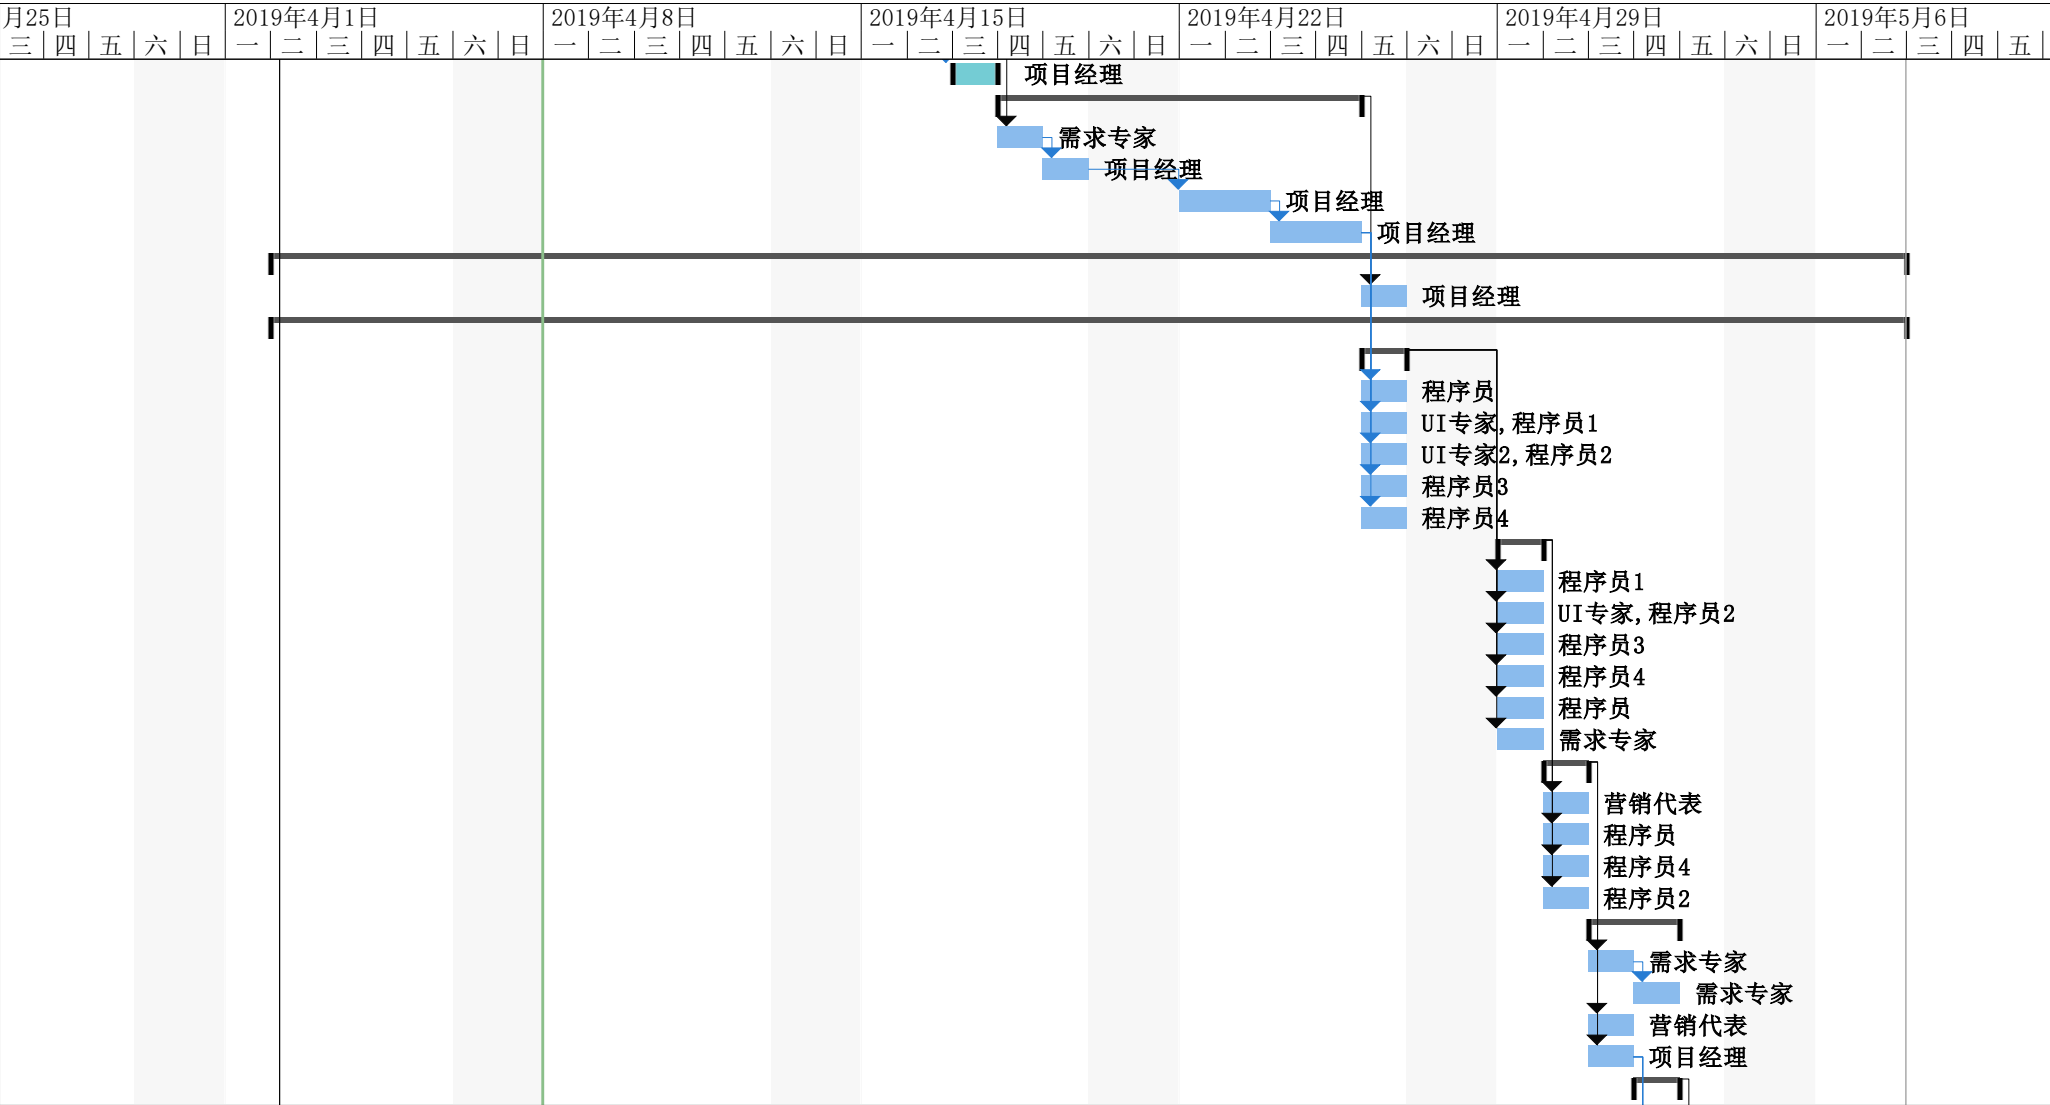 月25日 2019年4月1日 2019年4月8日 2019年4月15日 2019年4月22日 2019年4月29日 2019年5月6日
三 四 五 六 日 一 二 三 四 五 六 日 一 二 三 四 五 六 日 一 二 三 四 五 六 日 一 二 三 四 五 六 日 一 二 三 四 五 六 日 一 二 三 四 五
项目经理
需求专家
项目经理
项目经理
项目经理
项目经理
程序员
UI专家,程序员1
UI专家2,程序员2
程序员3
程序员4
程序员1
UI专家,程序员2
程序员3
程序员4
程序员
需求专家
营销代表
程序员
程序员4
程序员2
需求专家
需求专家
营销代表
项目经理